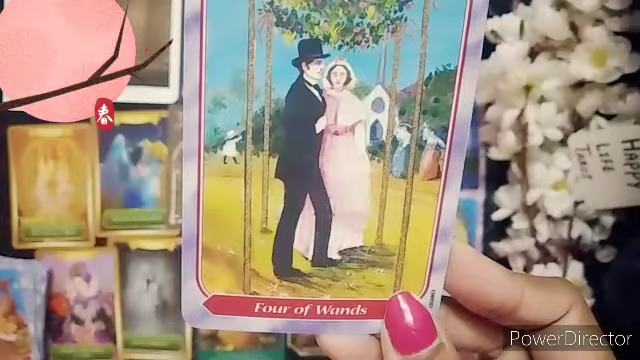 春
Four of Wands
HAPPY
LIFE
TAROT
PowerDirector